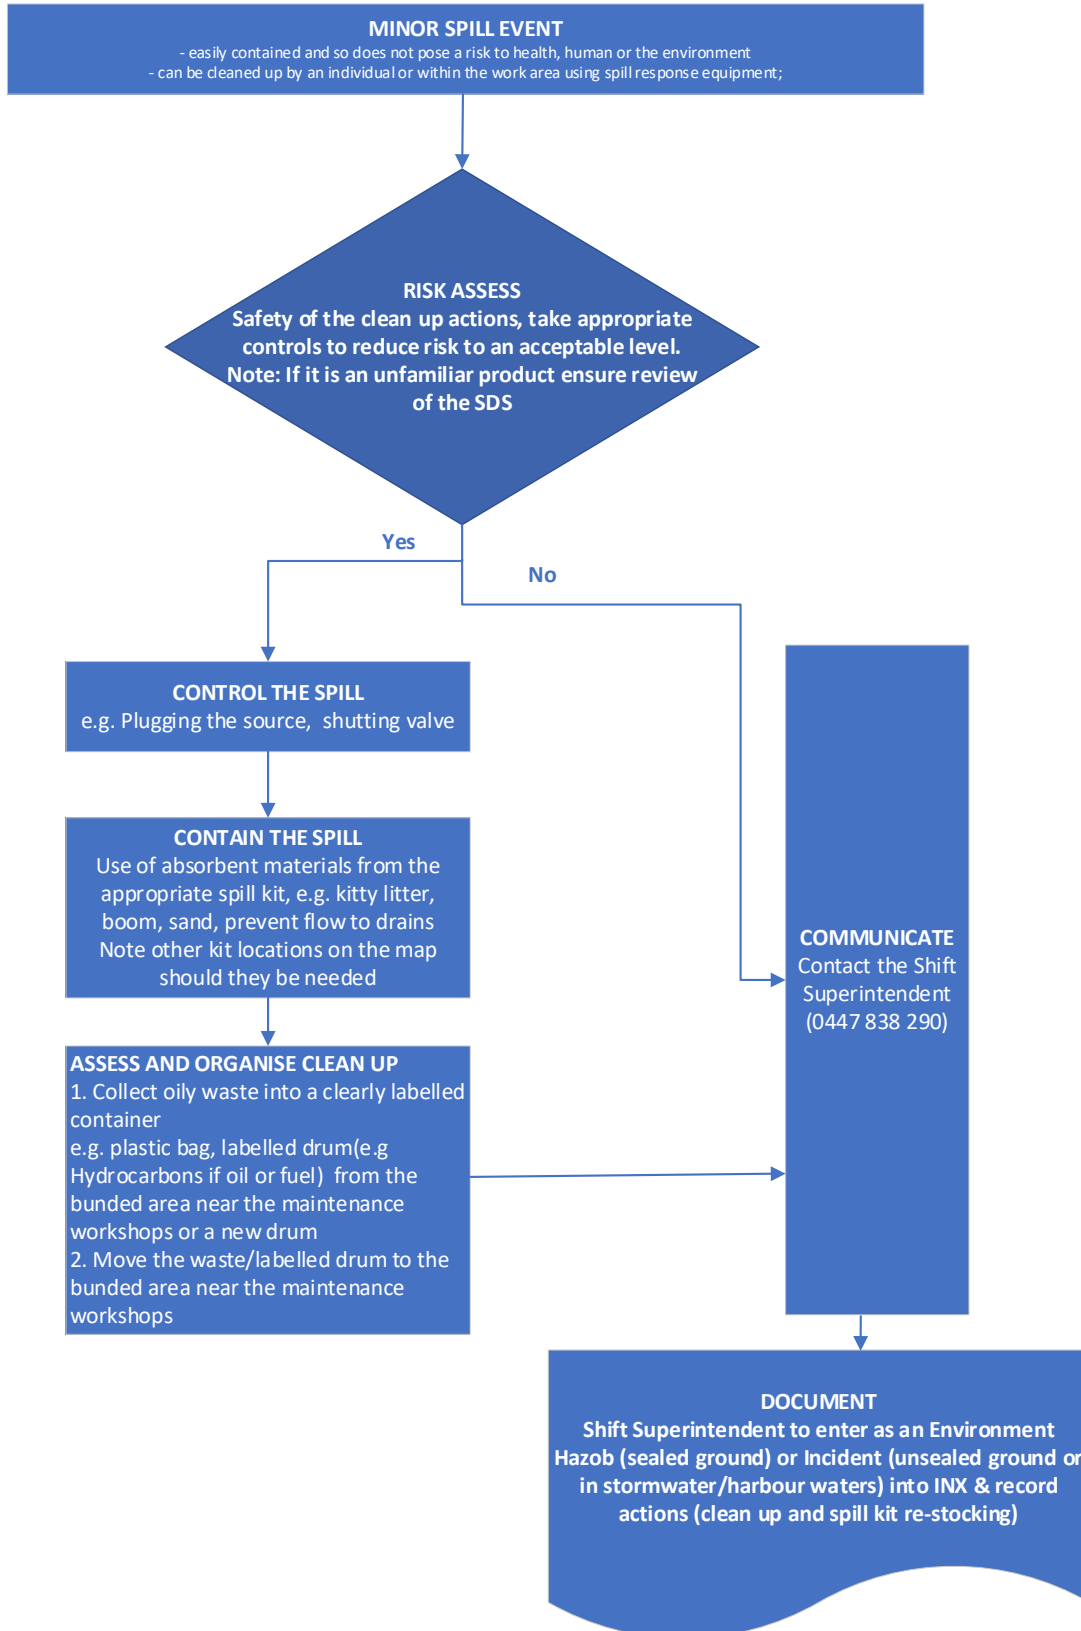 MINOR SPILL EVENT
- easily contained and so does not pose a risk to health, human or the environment
- can be cleaned up by an individual or within the work area using spill response equipment;
RISK ASSESS
Safety of the clean up actions, take appropriate
controls to reduce risk to an acceptable level.
Note: If it is an unfamiliar product ensure review
of the SDS
Yes
No
CONTROL THE SPILL
e.g. Plugging the source, shutting valve
CONTAIN THE SPILL
Use of absorbent materials from the
appropriate spill kit, e.g. kitty litter,
boom, sand, prevent flow to drains
Note other kit locations on the map
should they be needed
ASSESS AND ORGANISE CLEAN UP
1. Collect oily waste into a clearly labelled
container
e.g. plastic bag, labelled drum(e.g
Hydrocarbons if oil or fuel) from the
bunded area near the maintenance
workshops or a new drum
2. Move the waste/labelled drum to the
bunded area near the maintenance
workshops
COMMUNICATE
Contact the Shift
Superintendent
(0447 838 290)
DOCUMENT
Shift Superintendent to enter as an Environment
Hazob (sealed ground) or Incident (unsealed ground or
in stormwater/harbour waters) into INX & record
actions (clean up and spill kit re-stocking)